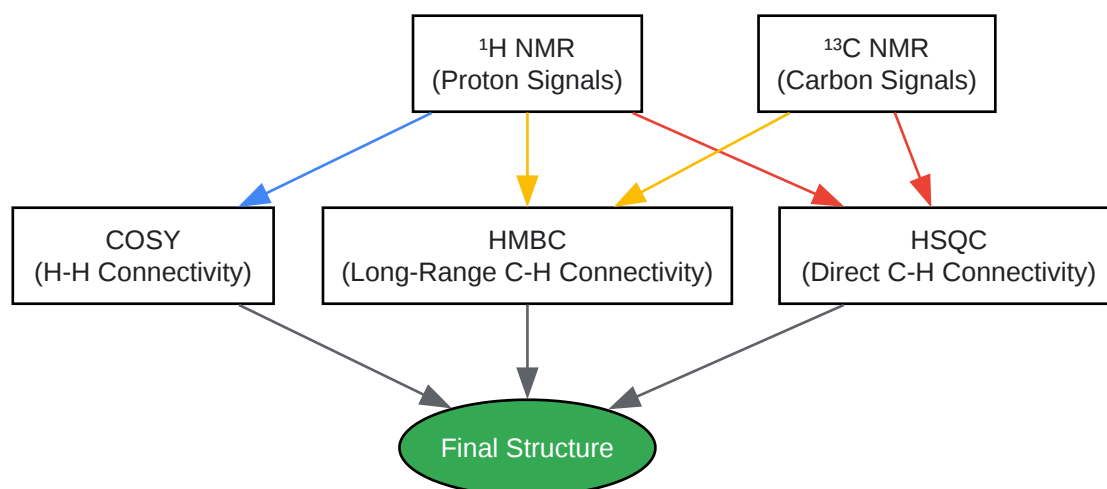 ¹H NMR
(Proton Signals)
¹³C NMR
(Carbon Signals)
COSY
(H-H Connectivity)
HMBC
(Long-Range C-H Connectivity)
HSQC
(Direct C-H Connectivity)
Final Structure